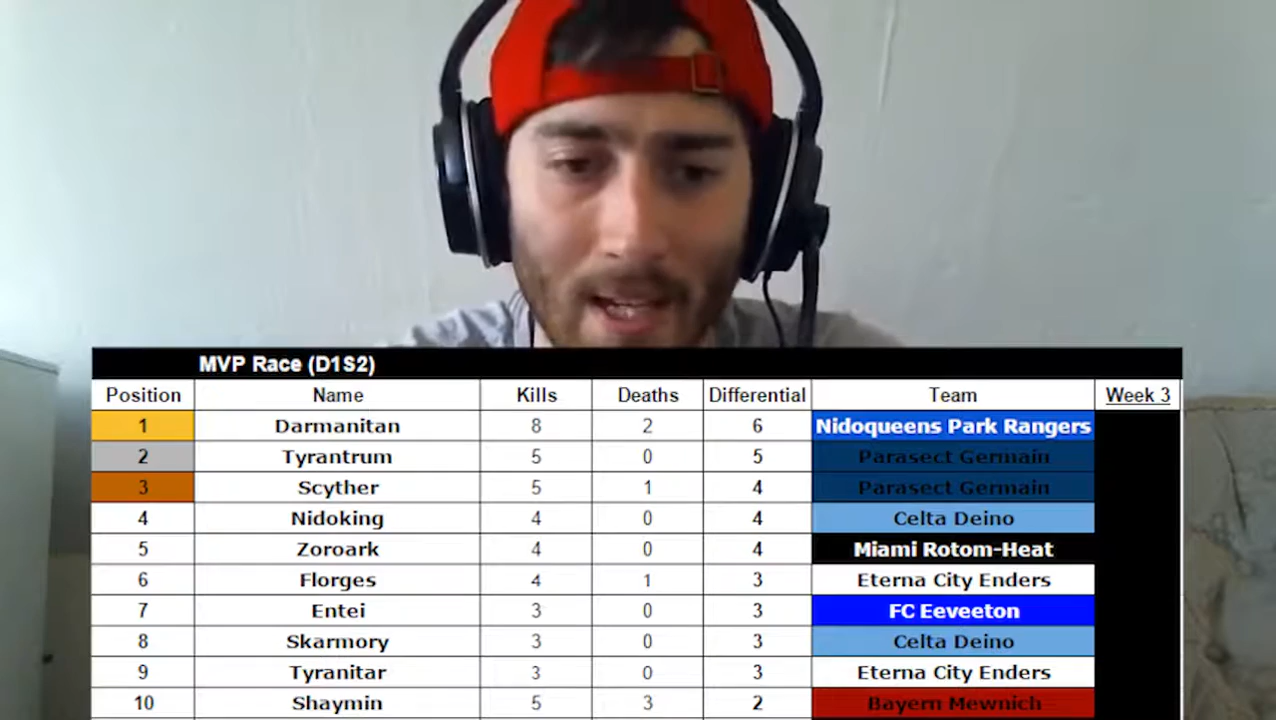 MVP Race (D1S2)
Position Name Kills Deaths Differential Team Week 3
1 Darmanitan 8 2 6 Nidoqueens Park Rangers
2 Tyrantrum 5 0 5 Parasect Germain
3 Scyther 5 1 4 Parasect Germain
4 Nidoking 4 0 4 Celta Deino
5 Zoroark 4 0 4 Miami Rotom-Heat
6 Florges 4 1 3 Eterna City Enders
7 Entei 3 0 3 FC Eeveeton
8 Skarmory 3 0 3 Celta Deino
9 Tyranitar 3 0 3 Eterna City Enders
10 Shaymin 5 3 2 Bayern Mewnich